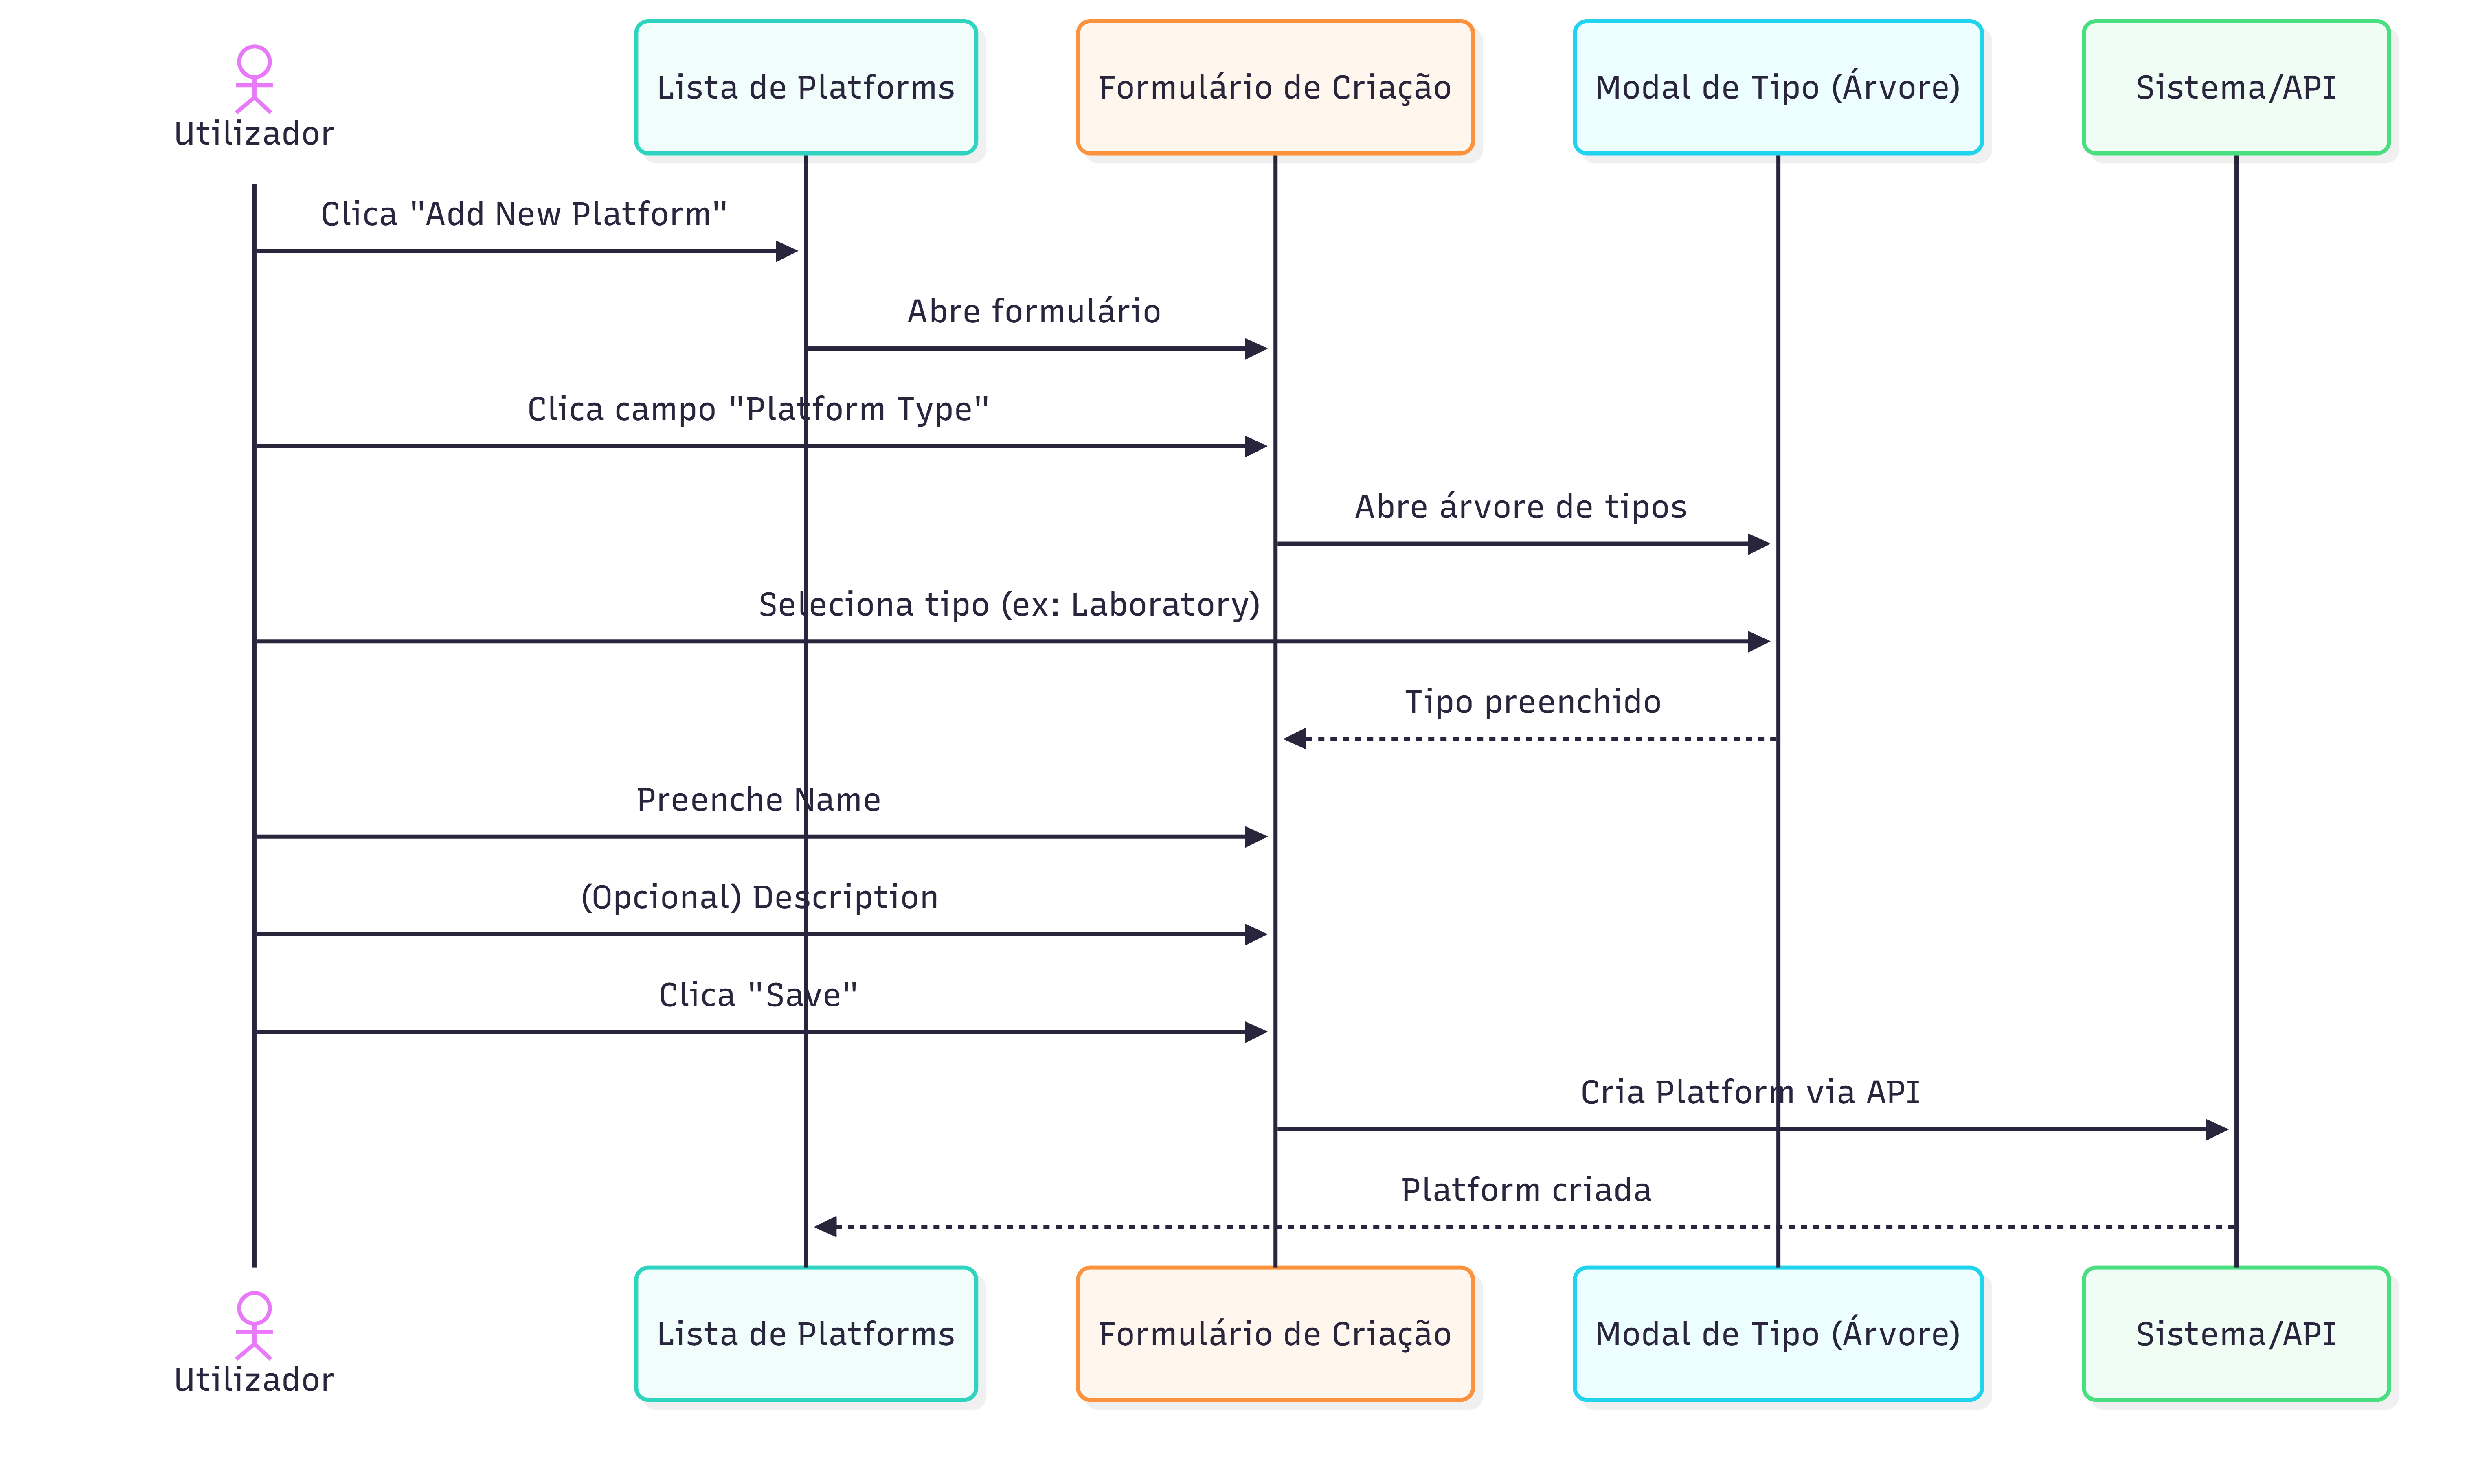 Utilizador
Lista de Platforms
Formulário de Criação
Modal de Tipo (Árvore)
Sistema/API
Clica "Add New Platform"
Abre formulário
Clica campo "Platform Type"
Abre árvore de tipos
Seleciona tipo (ex: Laboratory)
Tipo preenchido
Preenche Name
(Opcional) Description
Clica "Save"
Cria Platform via API
Platform criada
Utilizador
Lista de Platforms
Formulário de Criação
Modal de Tipo (Árvore)
Sistema/API